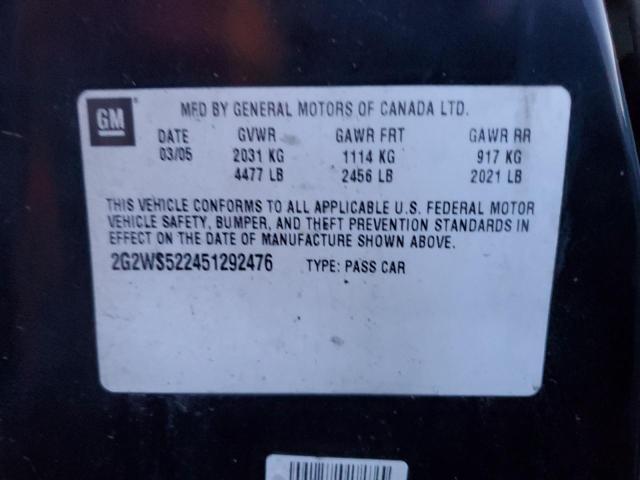 GM
MFD BY GENERAL MOTORS OF CANADA LTD.
DATE GVWR GAWR FRT GAWR RR
03/05 2031 KG 1114 KG 917 KG
4477 LB 2456 LB 2021 LB
THIS VEHICLE CONFORMS TO ALL APPLICABLE U.S. FEDERAL MOTOR
VEHICLE SAFETY, BUMPER, AND THEFT PREVENTION STANDARDS IN
EFFECT ON THE DATE OF MANUFACTURE SHOWN ABOVE.
2G2WS522451292476 TYPE: PASS CAR